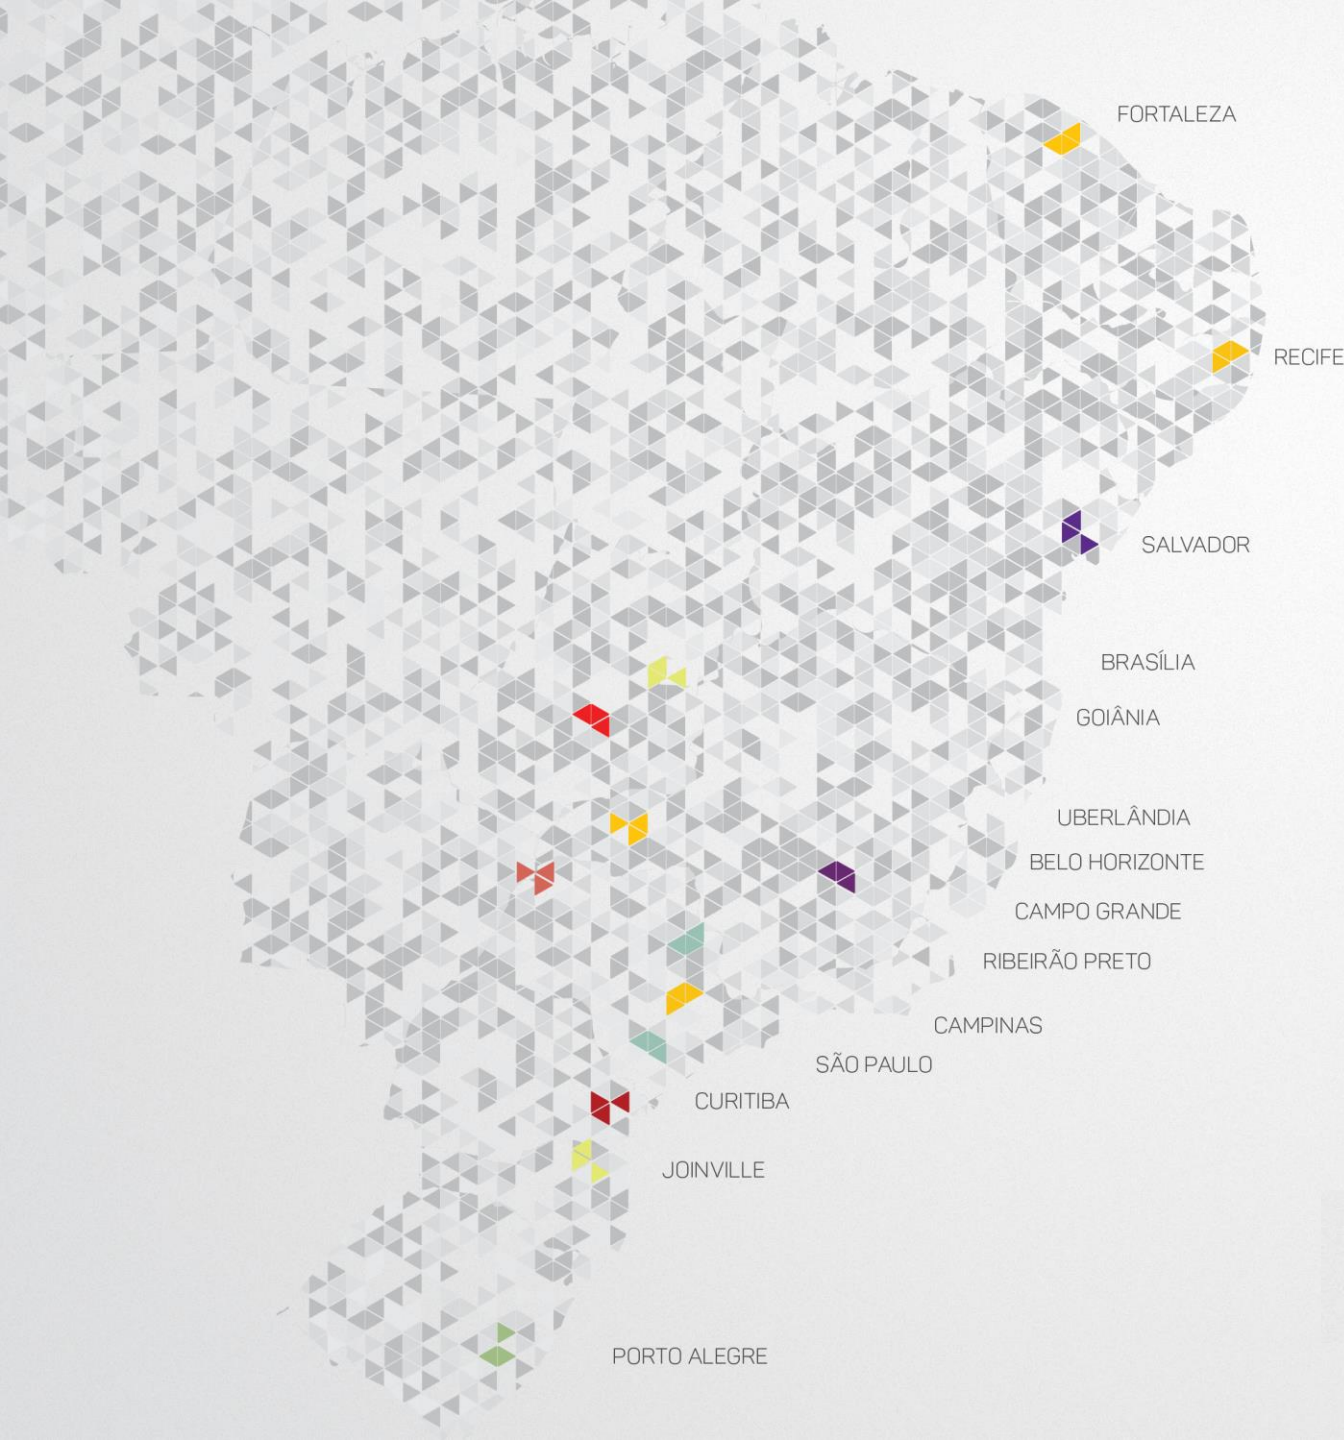 FORTALEZA
RECIFE
SALVADOR
BRASÍLIA
GOIÂNIA
UBERLÂNDIA
BELO HORIZONTE
CAMPO GRANDE
RIBEIRÃO PRETO
CAMPINAS
SÃO PAULO
CURITIBA
JOINVILLE
PORTO ALEGRE